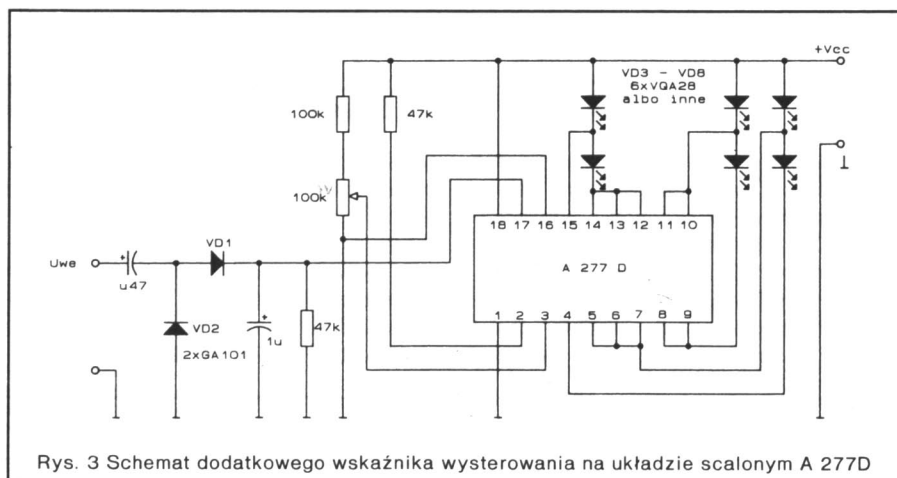 +Vcc
VD3 - VD8
6xVQA28
albo inne
100k
47k
100k
18 17 16 15 14 13 12 11 10
A 277 D
1 2 3 4 5 6 7 8 9
Uwe
+
u47
VD1
VD2
2xGA101
+
1u
47k
Rys. 3 Schemat dodatkowego wskaźnika wysterowania na układzie scalonym A 277D